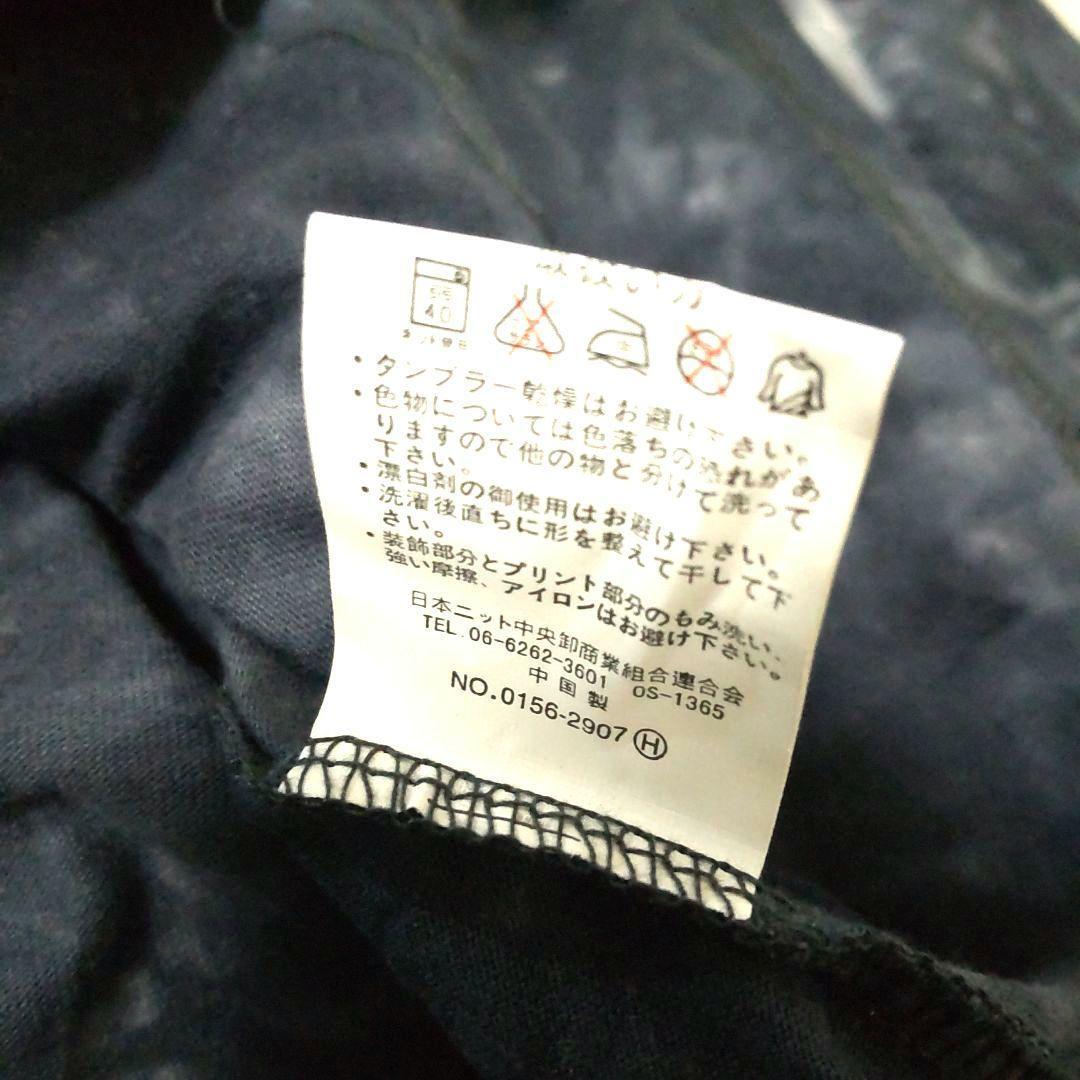 40
・タンブラー乾燥はお避け下さい。
・色物については色落ちの恐れがあ
りますので他の物と分けて洗って
下さい。
・漂白剤の御使用はお避け下さい。
・洗濯後直ちに形を整えて干して下
さい。
・装飾部分とプリント部分のもみ洗い、
強い摩擦、アイロンはお避け下さい。
日本ニット中央卸商業組合連合会
TEL.06-6262-3601 OS-1365
中国製
NO.0156-2907 Ⓗ